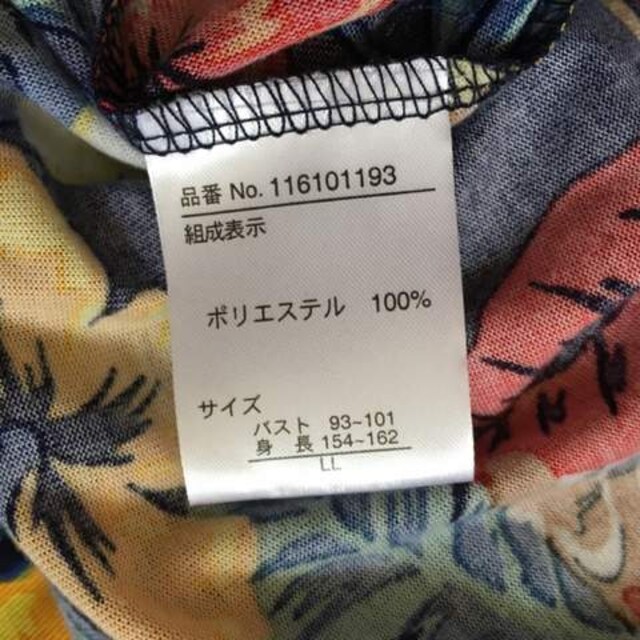 品番 No. 116101193
組成表示
ポリエステル 100%
サイズ
バスト 93~101
身 長 154~162
LL